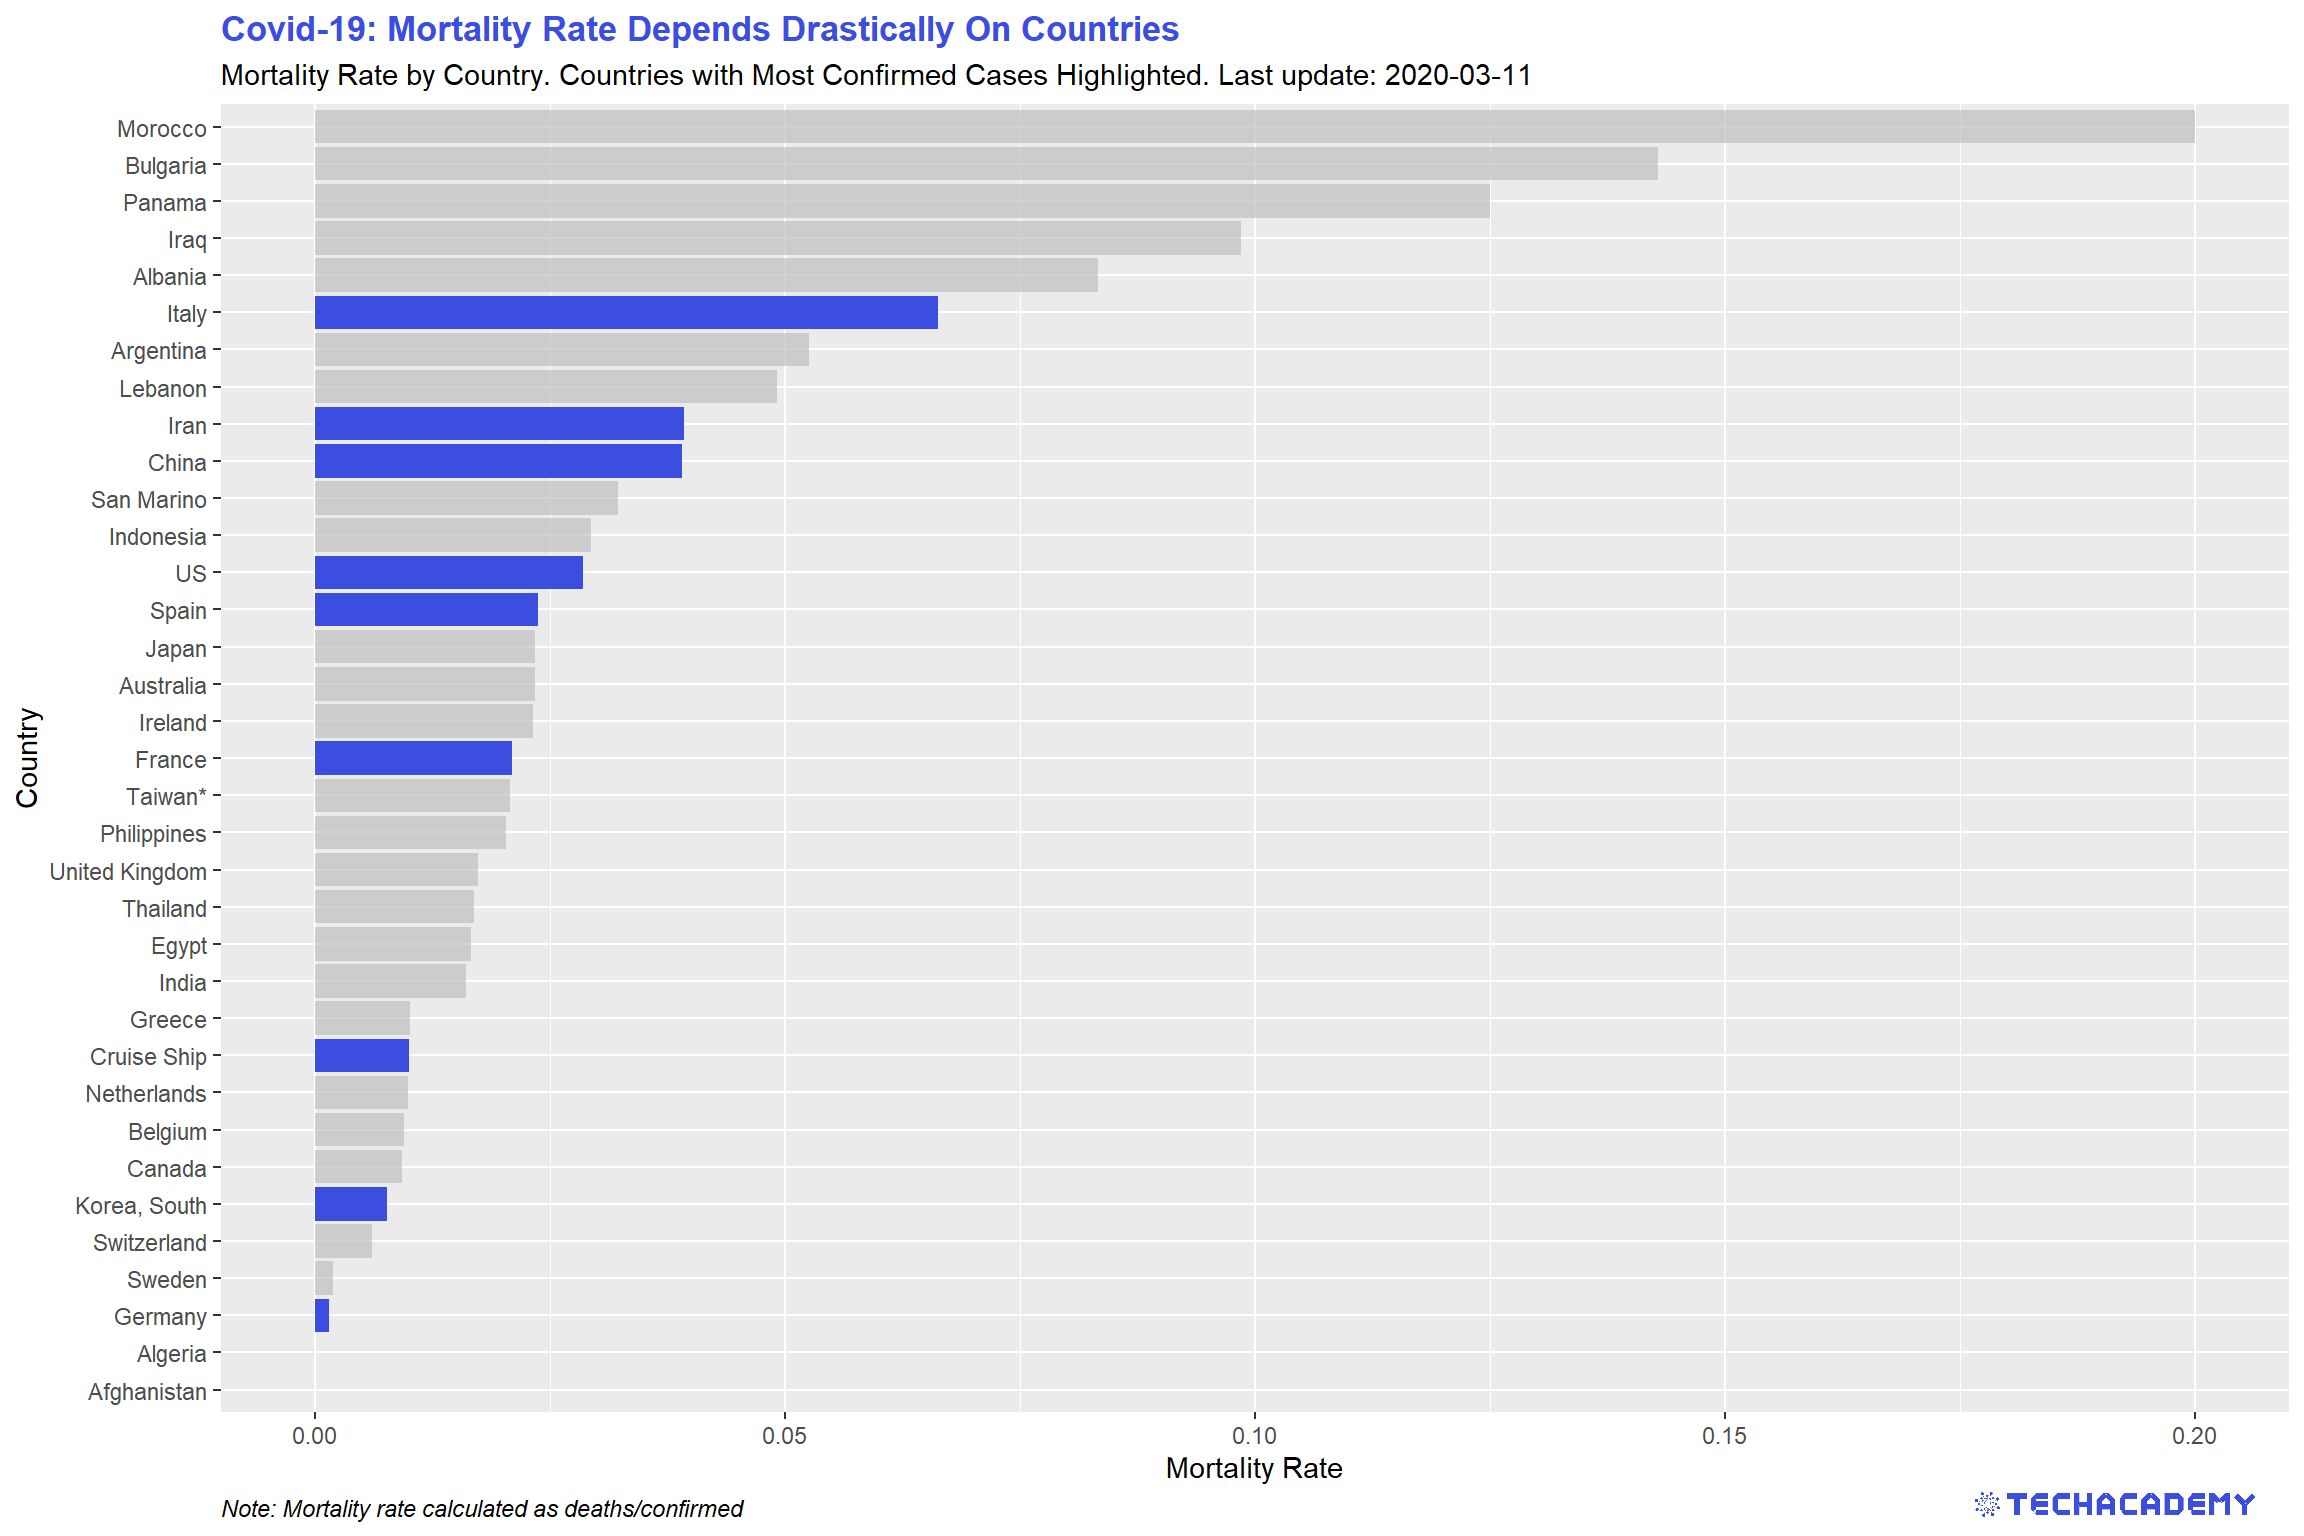 Covid-19: Mortality Rate Depends Drastically On Countries
Mortality Rate by Country. Countries with Most Confirmed Cases Highlighted. Last update: 2020-03-11
Country
Morocco
Bulgaria
Panama
Iraq
Albania
Italy
Argentina
Lebanon
Iran
China
San Marino
Indonesia
US
Spain
Japan
Australia
Ireland
France
Taiwan*
Philippines
United Kingdom
Thailand
Egypt
India
Greece
Cruise Ship
Netherlands
Belgium
Canada
Korea, South
Switzerland
Sweden
Germany
Algeria
Afghanistan
0.00 0.05 0.10 0.15 0.20
Mortality Rate
Note: Mortality rate calculated as deaths/confirmed
TECHACADEMY